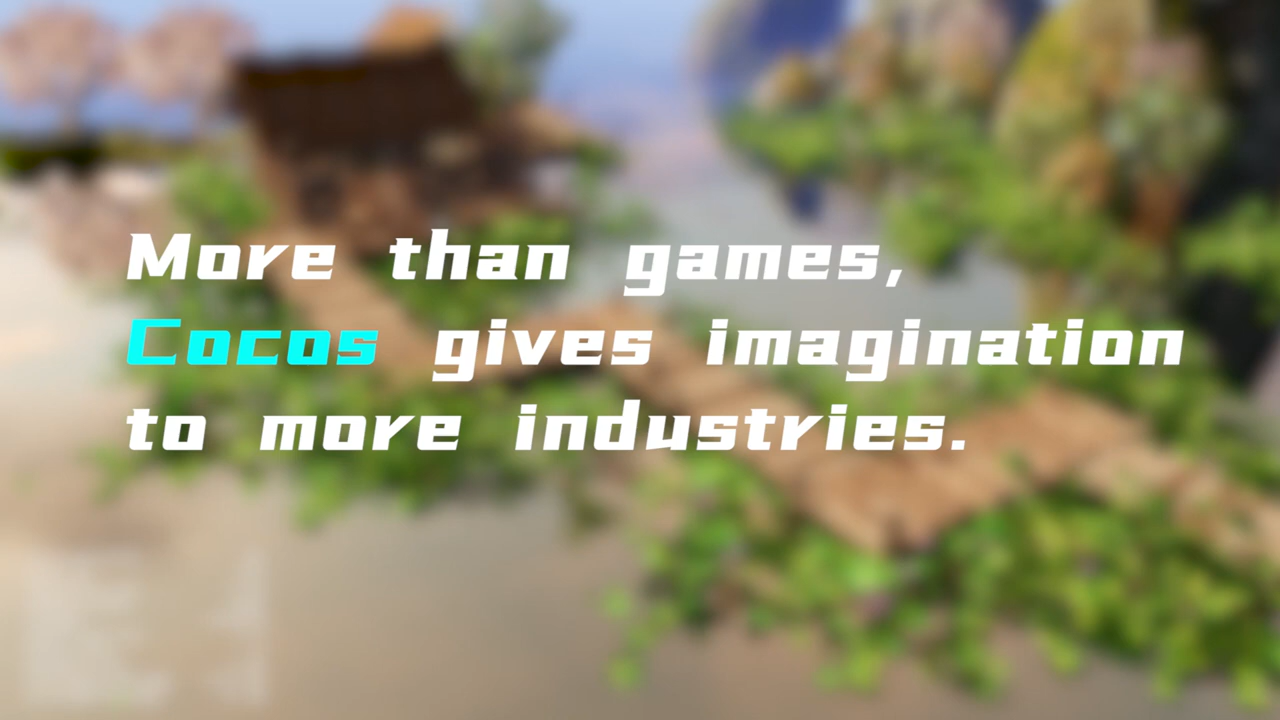 More than games,
Cocos gives imagination
to more industries.